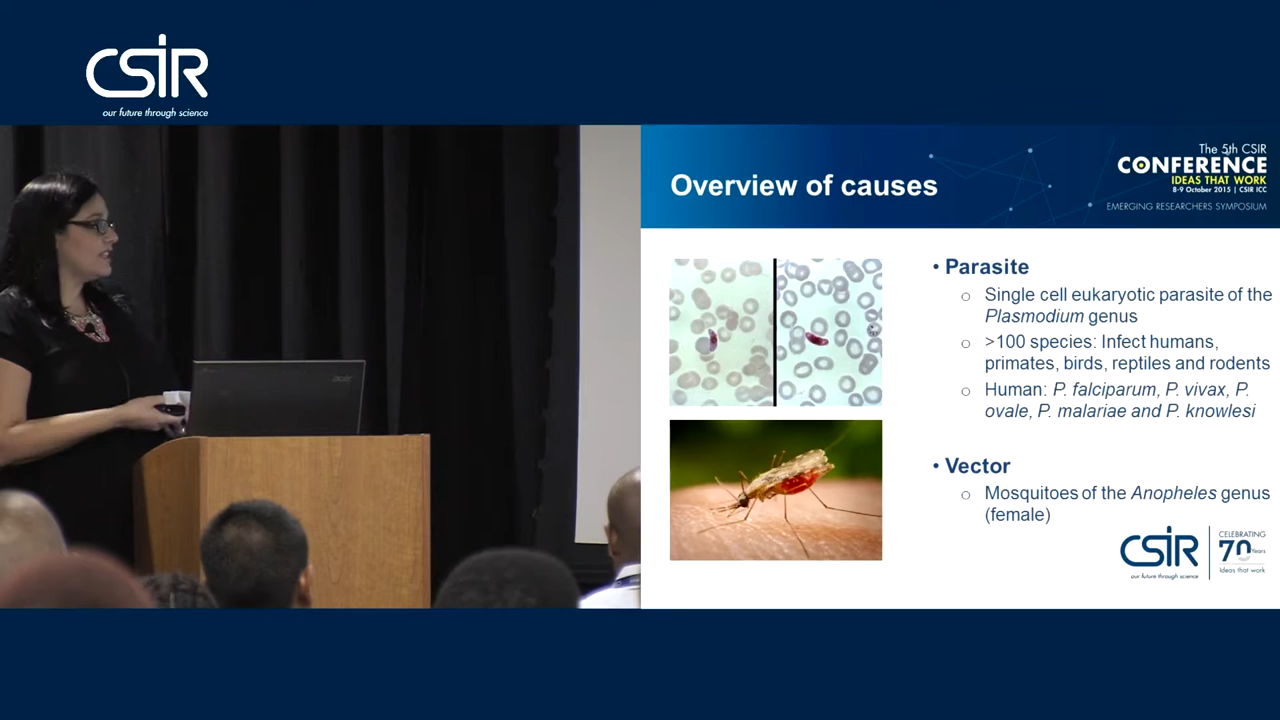 CSIR
our future through science
The 5th CSIR
CONFERENCE
IDEAS THAT WORK
8-9 October 2015 | CSIR ICC
EMERGING RESEARCHERS SYMPOSIUM
Overview of causes
• Parasite
o Single cell eukaryotic parasite of the
Plasmodium genus
o >100 species: Infect humans,
primates, birds, reptiles and rodents
o Human: P. falciparum, P. vivax, P.
ovale, P. malariae and P. knowlesi
• Vector
o Mosquitoes of the Anopheles genus
(female)
CSIR
our future through science
CELEBRATING
70 Years
Ideas that work
acer